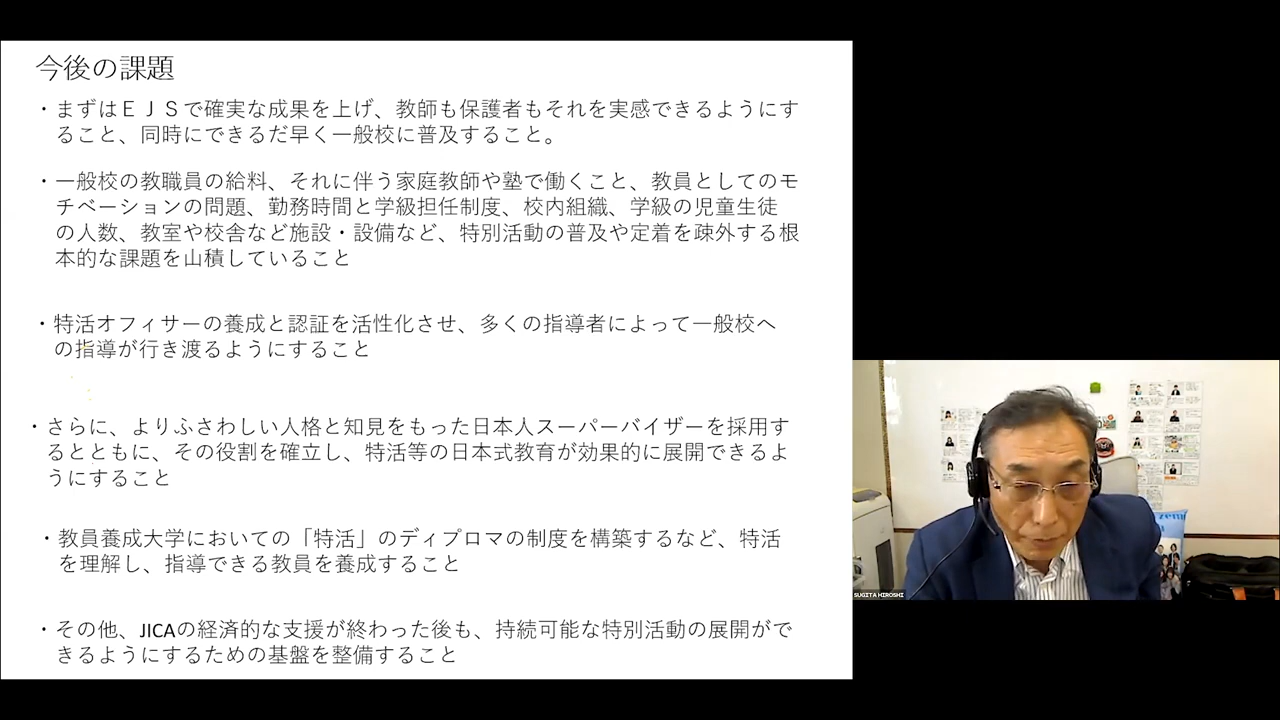 今後の課題
・まずはＥＪＳで確実な成果を上げ、教師も保護者もそれを実感できるようにす
ること、同時にできるだ早く一般校に普及すること。
・一般校の教職員の給料、それに伴う家庭教師や塾で働くこと、教員としてのモ
チベーションの問題、勤務時間と学級担任制度、校内組織、学級の児童生徒
の人数、教室や校舎など施設・設備など、特別活動の普及や定着を疎外する根
本的な課題を山積していること
・特活オフィサーの養成と認証を活性化させ、多くの指導者によって一般校へ
の指導が行き渡るようにすること
・さらに、よりふさわしい人格と知見をもった日本人スーパーバイザーを採用す
るとともに、その役割を確立し、特活等の日本式教育が効果的に展開できるよ
うにすること
・教員養成大学においての「特活」のディプロマの制度を構築するなど、特活
を理解し、指導できる教員を養成すること
・その他、JICAの経済的な支援が終わった後も、持続可能な特別活動の展開がで
きるようにするための基盤を整備すること
SUGITA HIROSHI